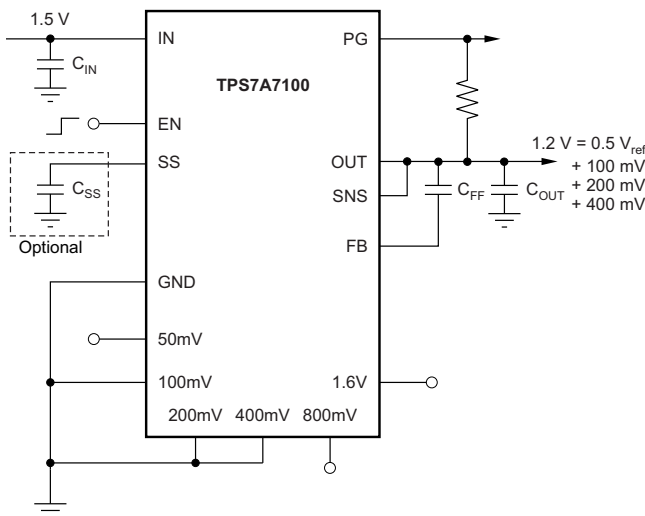 1.5 V
IN
PG
C_IN
TPS7A7100
EN
SS
OUT
1.2 V = 0.5 V_ref
+ 100 mV
+ 200 mV
+ 400 mV
C_SS
SNS
C_FF
C_OUT
Optional
FB
GND
50mV
100mV
1.6V
200mV 400mV 800mV